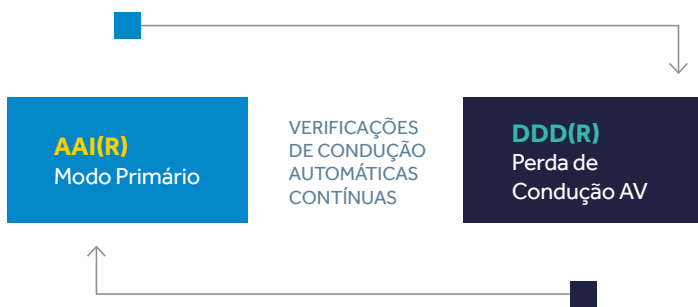 AAI(R)
Modo Primário
VERIFICAÇÕES
DE CONDUÇÃO
AUTOMÁTICAS
CONTÍNUAS
DDD(R)
Perda de
Condução AV